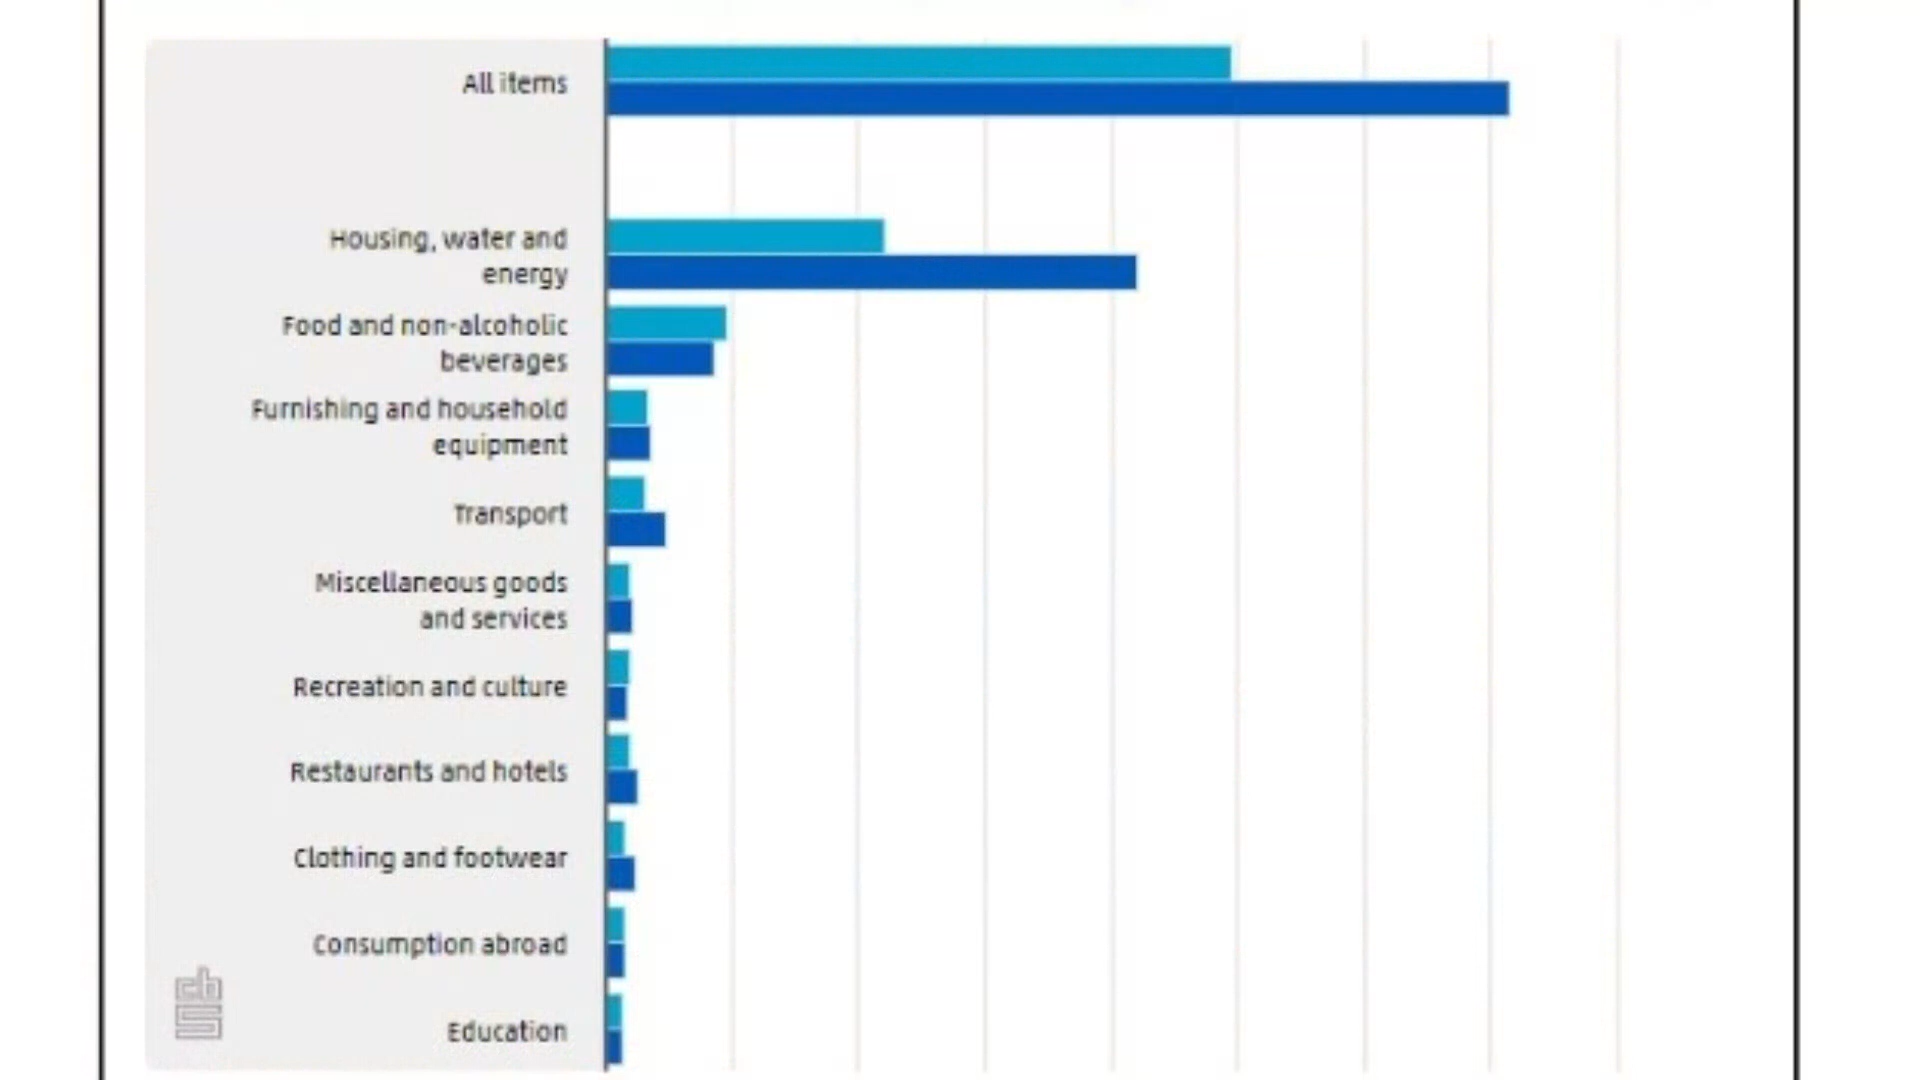 All items
Housing, water and
energy
Food and non-alcoholic
beverages
Furnishing and household
equipment
Transport
Miscellaneous goods
and services
Recreation and culture
Restaurants and hotels
Clothing and footwear
Consumption abroad
Education
cbs